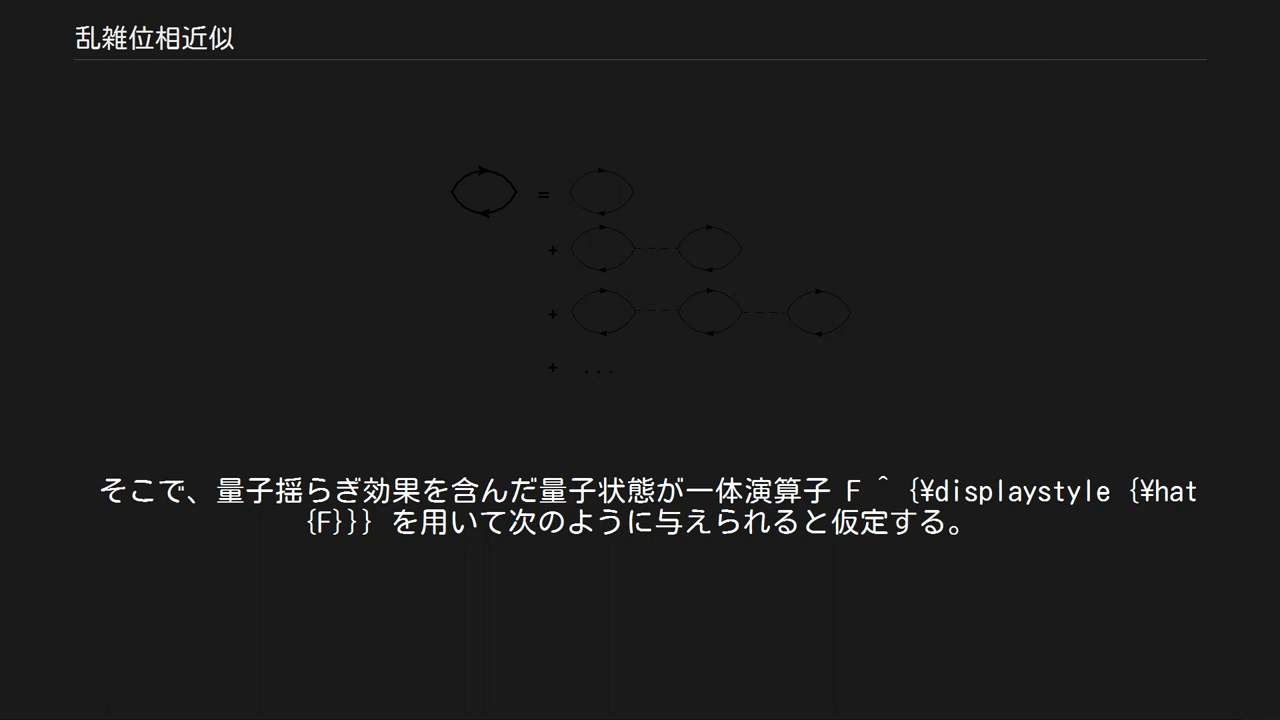 乱雑位相近似
=
+
+
+ ...
そこで、量子揺らぎ効果を含んだ量子状態が一体演算子 F ^ {¥displaystyle {¥hat
{F}}} を用いて次のように与えられると仮定する。